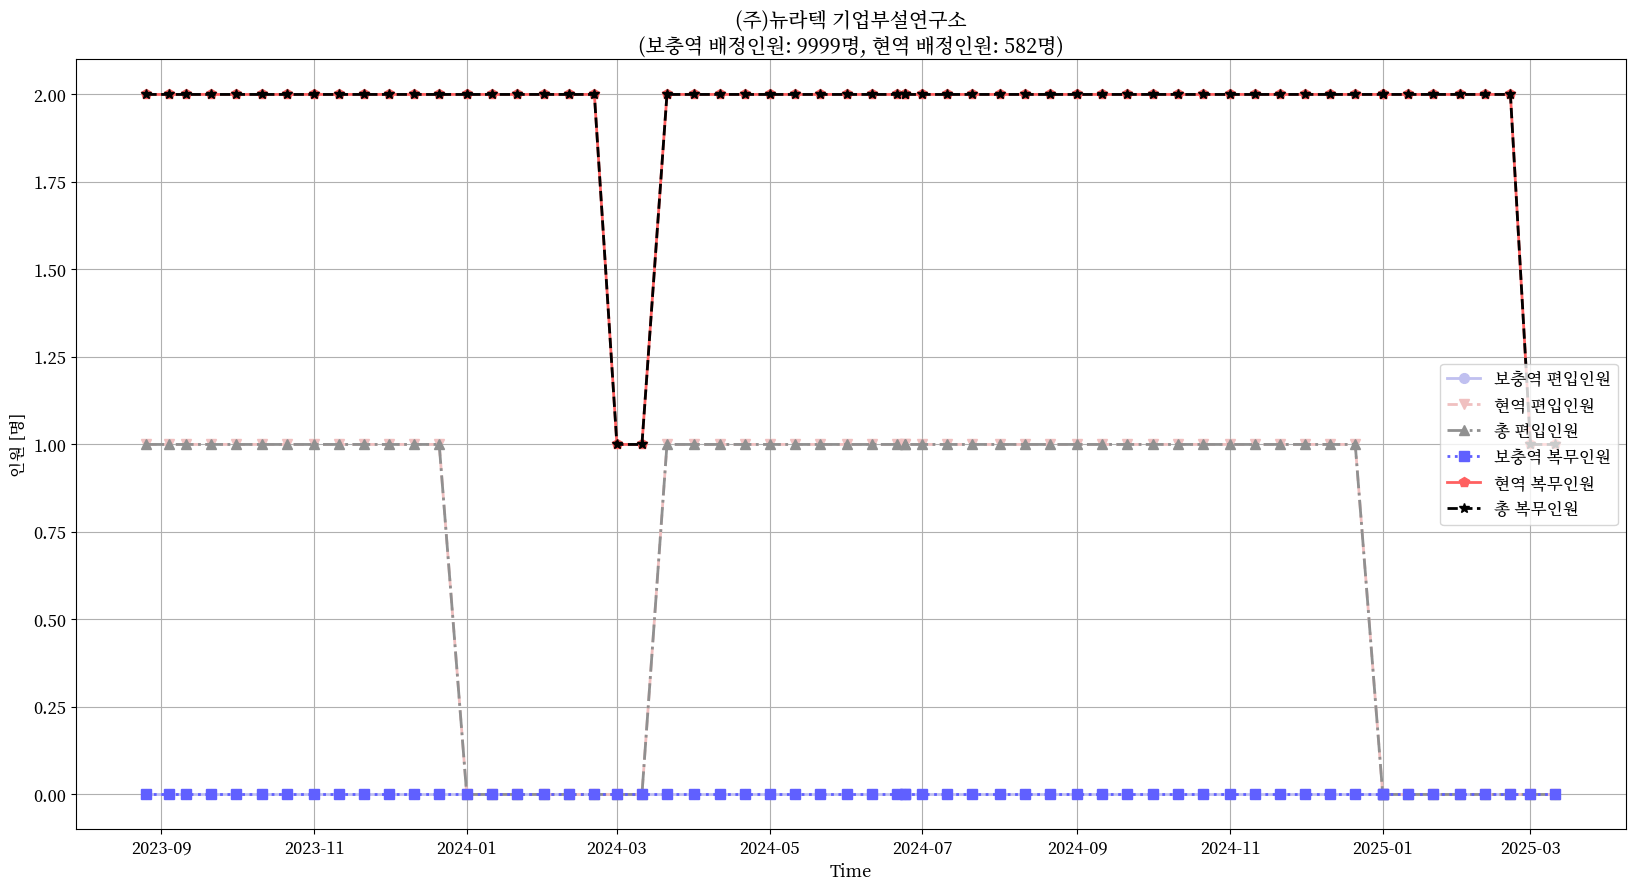 (주)뉴라텍 기업부설연구소
(보충역 배정인원: 9999명, 현역 배정인원: 582명)
인원 [명]
2.00
1.75
1.50
1.25
1.00
0.75
0.50
0.25
0.00
보충역 편입인원
현역 편입인원
총 편입인원
보충역 복무인원
현역 복무인원
총 복무인원
2023-09
2023-11
2024-01
2024-03
2024-05
2024-07
2024-09
2024-11
2025-01
2025-03
Time